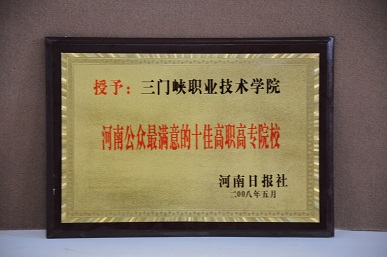 授予：三门峡职业技术学院
河南公众最满意的十佳高职高专院校
河南日报社
二00八年五月